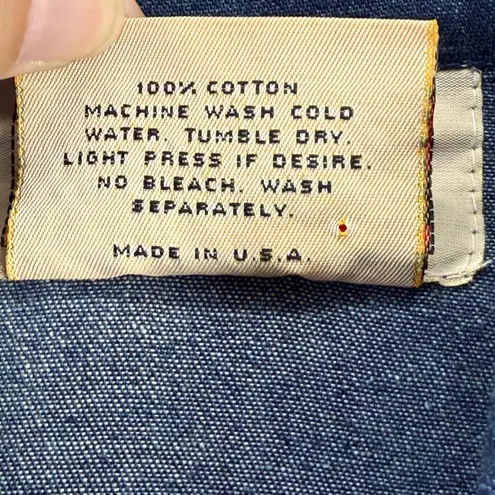 100% COTTON
MACHINE WASH COLD
WATER. TUMBLE DRY.
LIGHT PRESS IF DESIRE.
NO BLEACH. WASH
SEPARATELY.
MADE IN U.S.A.